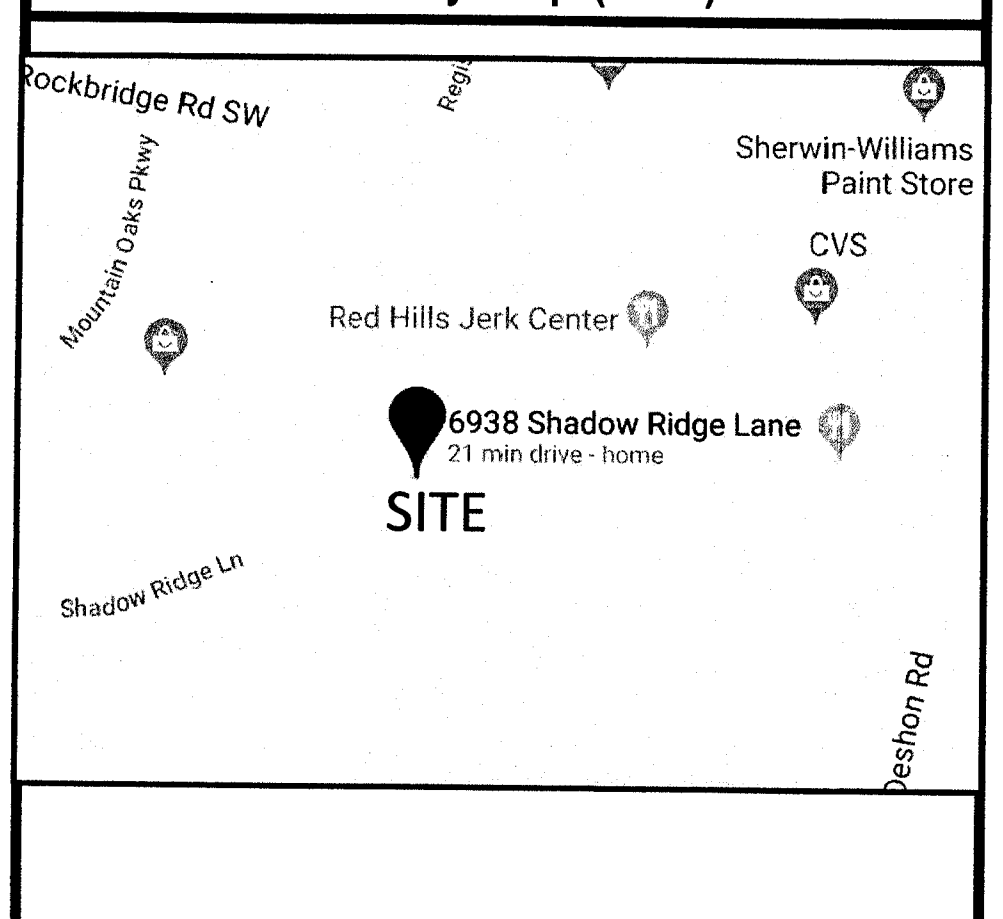 Rockbridge Rd SW
Mountain Oaks Pkwy
Sherwin-Williams
Paint Store
CVS
Red Hills Jerk Center
6938 Shadow Ridge Lane
21 min drive - home
SITE
Shadow Ridge Ln
Deshon Rd